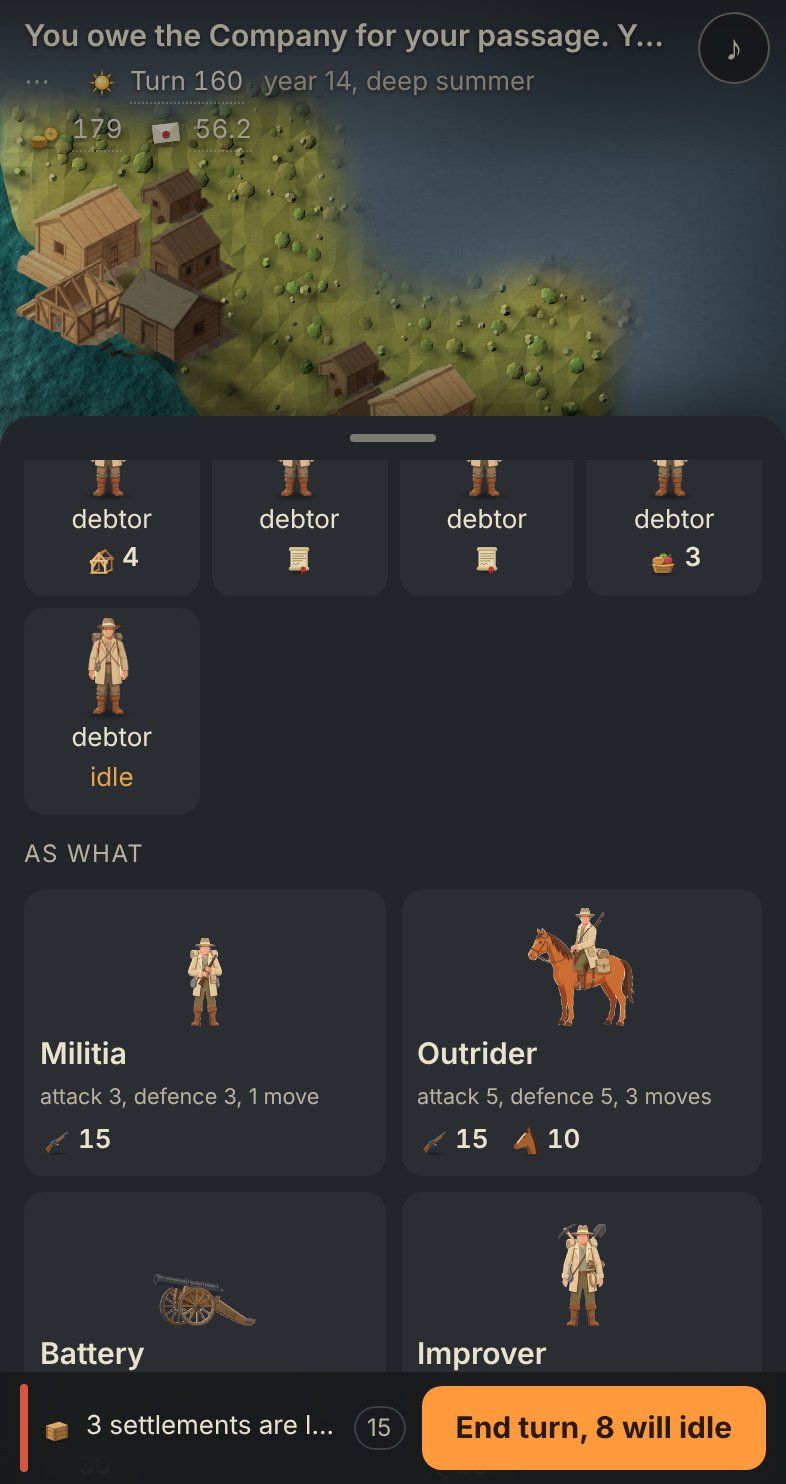 You owe the Company for your passage. Y...
... Turn 160 year 14, deep summer
179 56.2
debtor debtor debtor debtor
4 3
debtor
idle
AS WHAT
Militia Outrider
attack 3, defence 3, 1 move attack 5, defence 5, 3 moves
15 15 10
Battery Improver
3 settlements are l... 15 End turn, 8 will idle
30